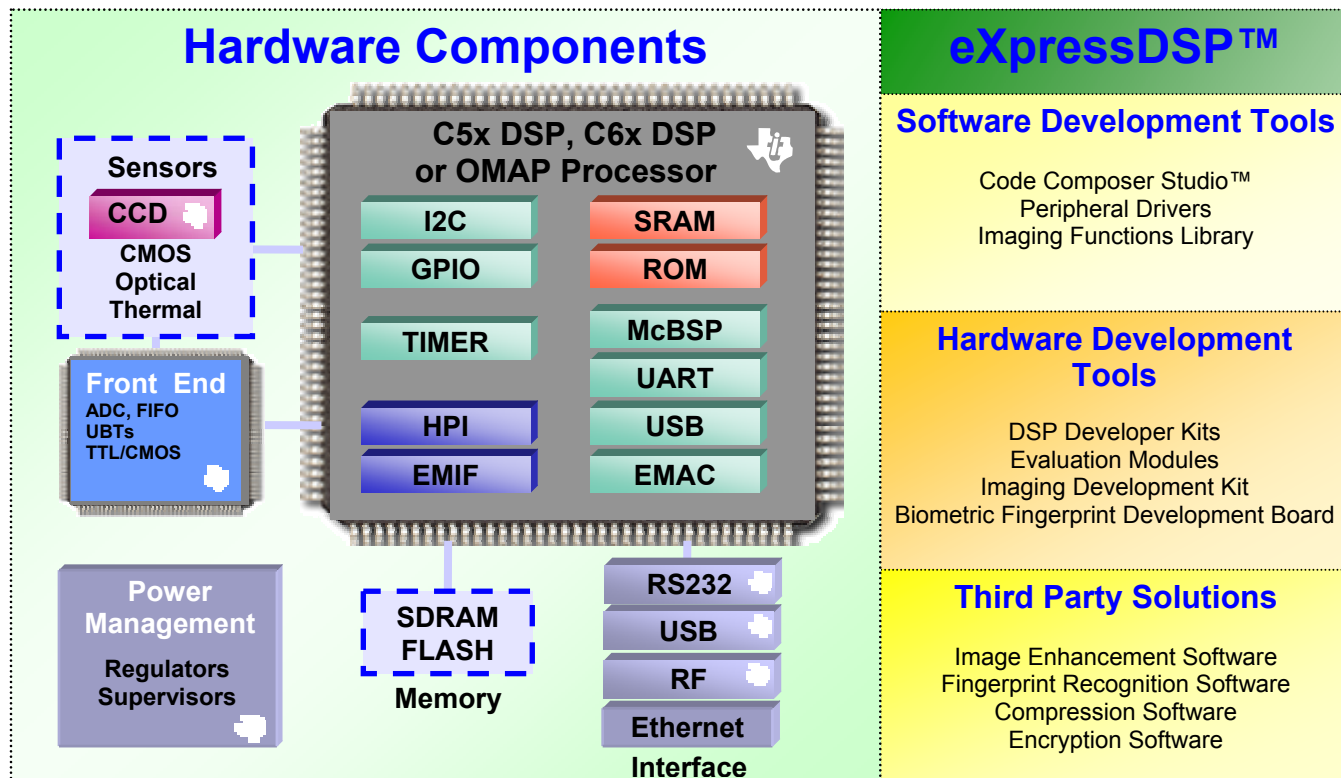 Hardware Components
Sensors
CCD
CMOS
Optical
Thermal
Front End
ADC, FIFO
UBTs
TTL/CMOS
Power
Management
Regulators
Supervisors
C5x DSP, C6x DSP
or OMAP Processor
I2C
GPIO
TIMER
HPI
EMIF
SRAM
ROM
McBSP
UART
USB
EMAC
SDRAM
FLASH
Memory
RS232
USB
RF
Ethernet
Interface
eXpressDSP™
Software Development Tools
Code Composer Studio™
Peripheral Drivers
Imaging Functions Library
Hardware Development
Tools
DSP Developer Kits
Evaluation Modules
Imaging Development Kit
Biometric Fingerprint Development Board
Third Party Solutions
Image Enhancement Software
Fingerprint Recognition Software
Compression Software
Encryption Software